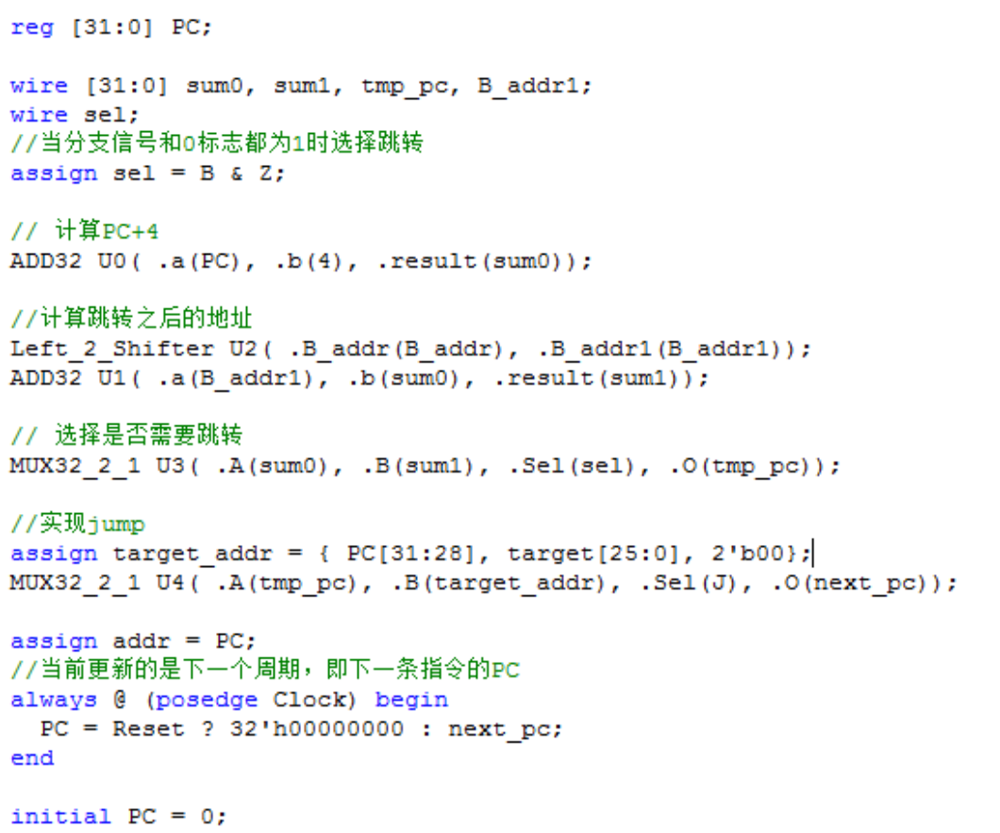 reg [31:0] PC;
wire [31:0] sum0, sum1, tmp_pc, B_addr1;
wire sel;
//当分支信号和0标志都为1时选择跳转
assign sel = B & Z;
// 计算PC+4
ADD32 U0( .a(PC), .b(4), .result(sum0));
//计算跳转之后的地址
Left_2_Shifter U2( .B_addr(B_addr), .B_addr1(B_addr1));
ADD32 U1( .a(B_addr1), .b(sum0), .result(sum1));
// 选择是否需要跳转
MUX32_2_1 U3( .A(sum0), .B(sum1), .Sel(sel), .O(tmp_pc));
//实现jump
assign target_addr = { PC[31:28], target[25:0], 2'b00};
MUX32_2_1 U4( .A(tmp_pc), .B(target_addr), .Sel(J), .O(next_pc));
assign addr = PC;
//当前更新的是下一个周期，即下一条指令的PC
always @ (posedge Clock) begin
  PC = Reset ? 32'h00000000 : next_pc;
end
initial PC = 0;